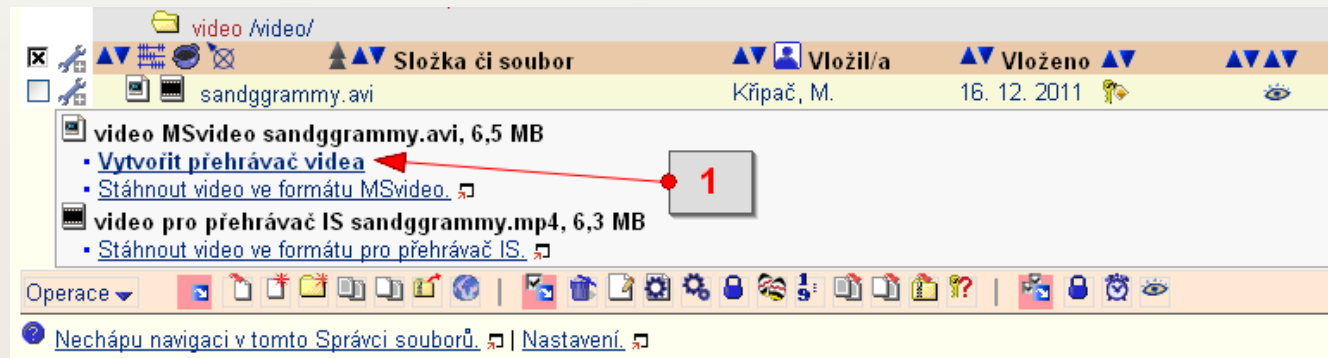 video /video/
Složka či soubor Vložil/a Vloženo
sandggrammy.avi Křipač, M. 16. 12. 2011
video MSvideo sandggrammy.avi, 6,5 MB
Vytvořit přehrávač videa
1
Stáhnout video ve formátu MSvideo.
video pro přehrávač IS sandggrammy.mp4, 6,3 MB
Stáhnout video ve formátu pro přehrávač IS.
Operace
Nechápu navigaci v tomto Správci souborů. | Nastavení.